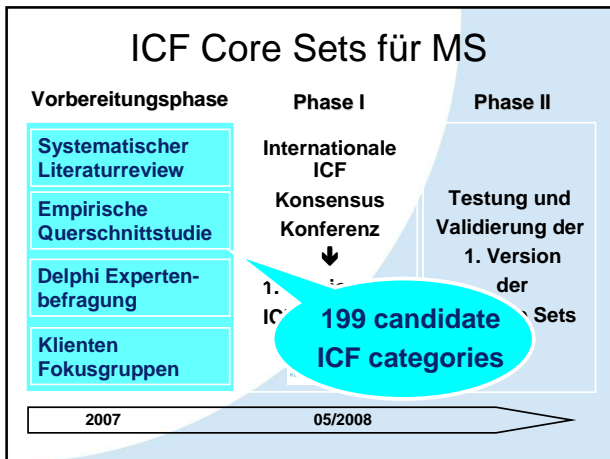 ICF Core Sets für MS
Vorbereitungsphase
Systematischer
Literaturreview
Empirische
Querschnittstudie
Delphi Experten-
befragung
Klienten
Fokusgruppen
Phase I
Internationale
ICF
Konsensus
Konferenz
1.
199 candidate
ICF categories
Phase II
Testung und
Validierung der
1. Version
der
Sets
2007
05/2008